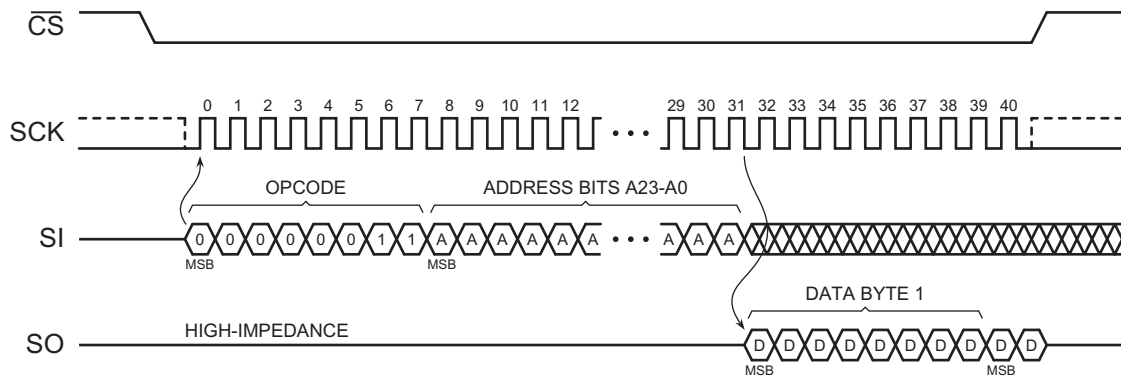 CS
0 1 2 3 4 5 6 7 8 9 10 11 12 29 30 31 32 33 34 35 36 37 38 39 40
SCK
OPCODE ADDRESS BITS A23-A0
SI 0 0 0 0 0 0 1 1 A A A A A A ••• A A A
MSB MSB
DATA BYTE 1
HIGH-IMPEDANCE
SO D D D D D D D D D D
MSB MSB